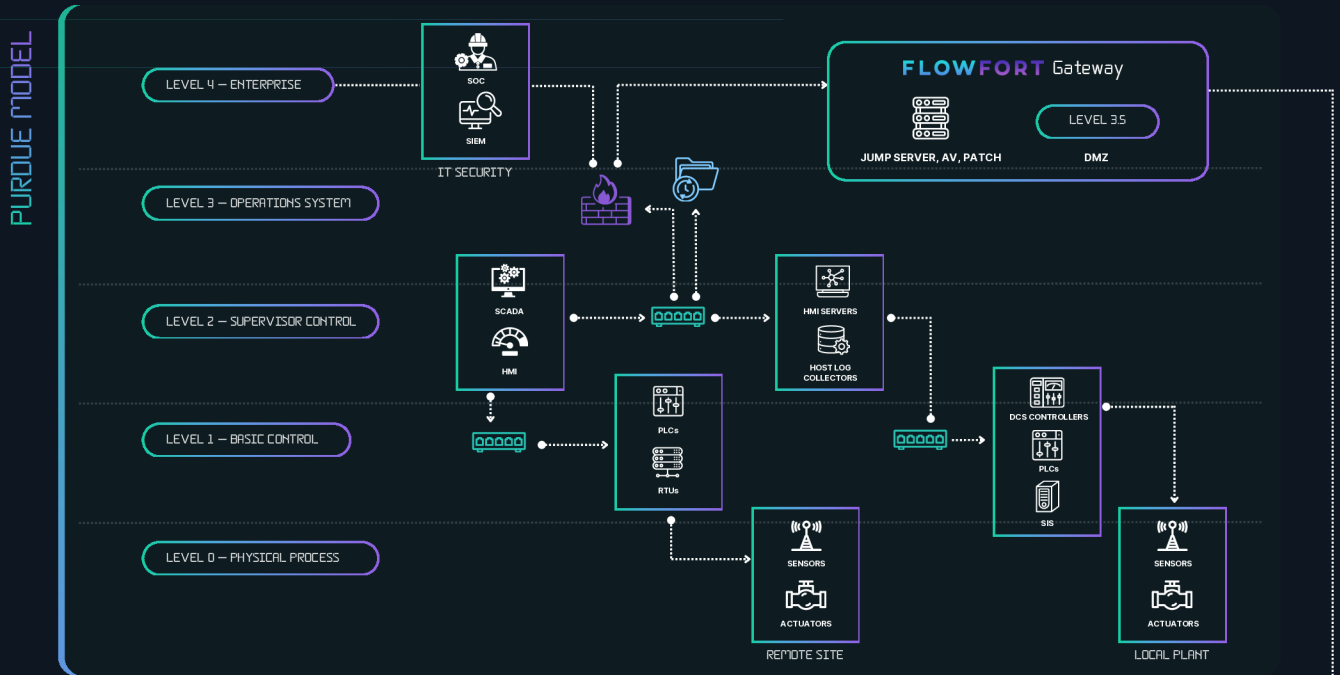 PURDUE MODEL
LEVEL 4 – ENTERPRISE
SOC
SIEM
IT SECURITY
FLOWFORT Gateway
LEVEL 3.5
JUMP SERVER, AV, PATCH
DMZ
LEVEL 3 – OPERATIONS SYSTEM
LEVEL 2 – SUPERVISOR CONTROL
SCADA
HMI
HMI SERVERS
HOST LOG
COLLECTORS
LEVEL 1 – BASIC CONTROL
PLCs
RTUs
DCS CONTROLLERS
PLCs
SIS
LEVEL 0 – PHYSICAL PROCESS
SENSORS
ACTUATORS
REMOTE SITE
SENSORS
ACTUATORS
LOCAL PLANT